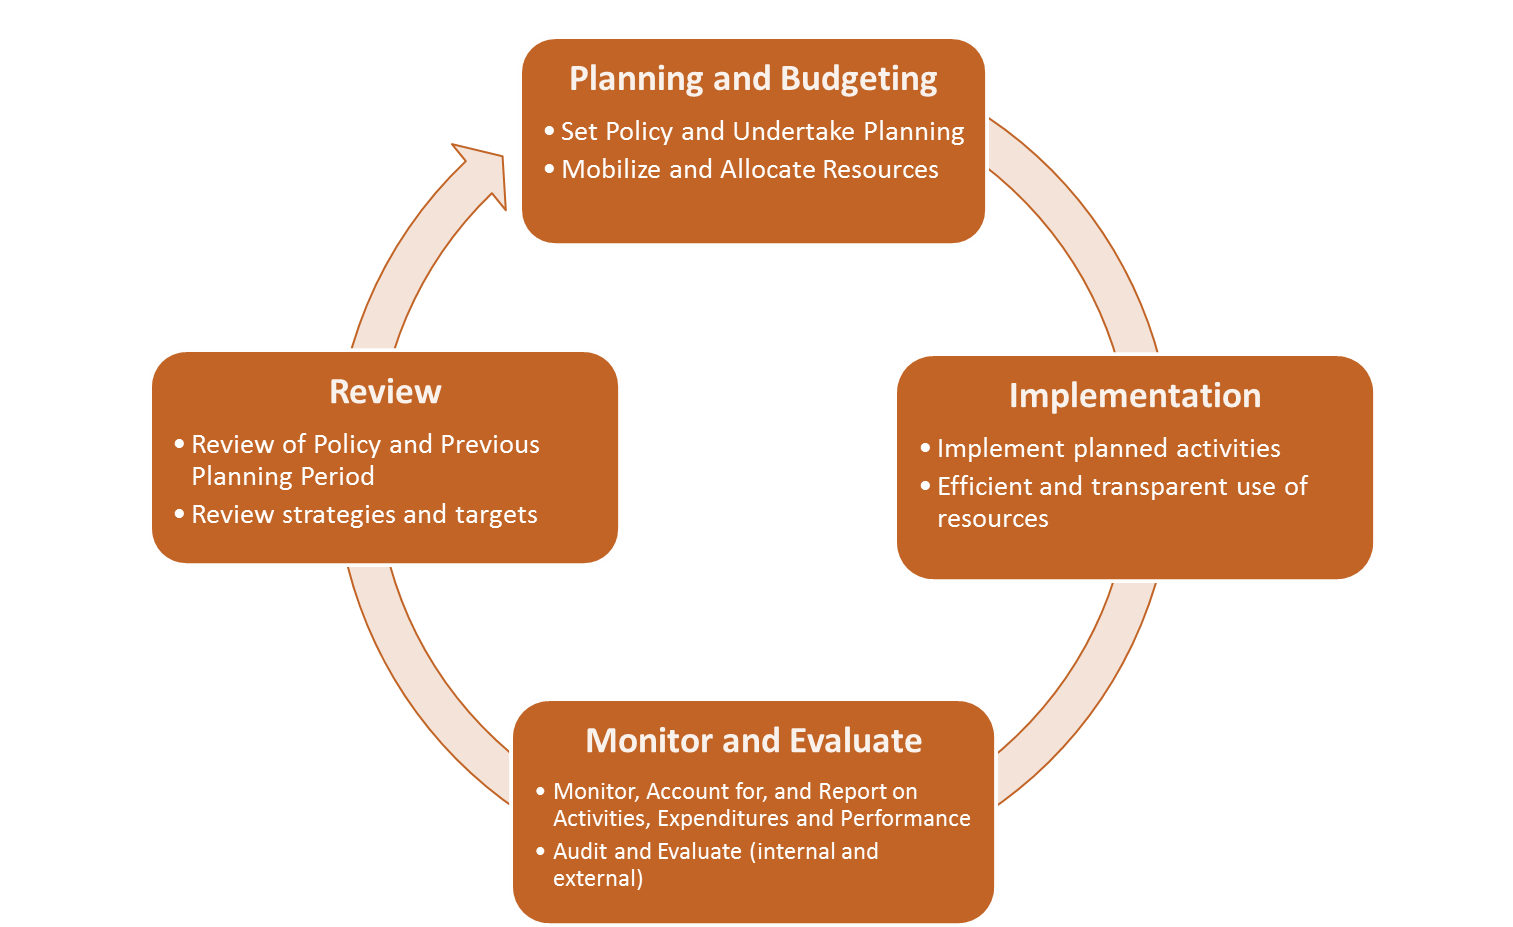 Planning and Budgeting
• Set Policy and Undertake Planning
• Mobilize and Allocate Resources
Implementation
• Implement planned activities
• Efficient and transparent use of
resources
Monitor and Evaluate
• Monitor, Account for, and Report on
Activities, Expenditures and Performance
• Audit and Evaluate (internal and
external)
Review
• Review of Policy and Previous
Planning Period
• Review strategies and targets